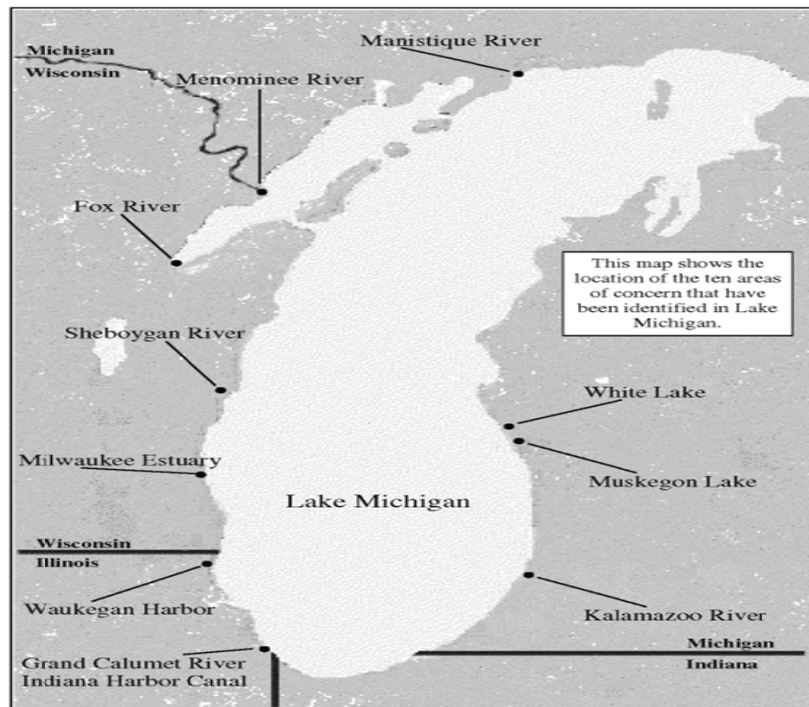 Manistique River
Michigan
Wisconsin
Menominee River
Fox River
This map shows the
location of the ten areas
of concern that have
been identified in Lake
Michigan.
Sheboygan River
White Lake
Milwaukee Estuary
Muskegon Lake
Lake Michigan
Wisconsin
Illinois
Waukegan Harbor
Kalamazoo River
Michigan
Indiana
Grand Calumet River
Indiana Harbor Canal